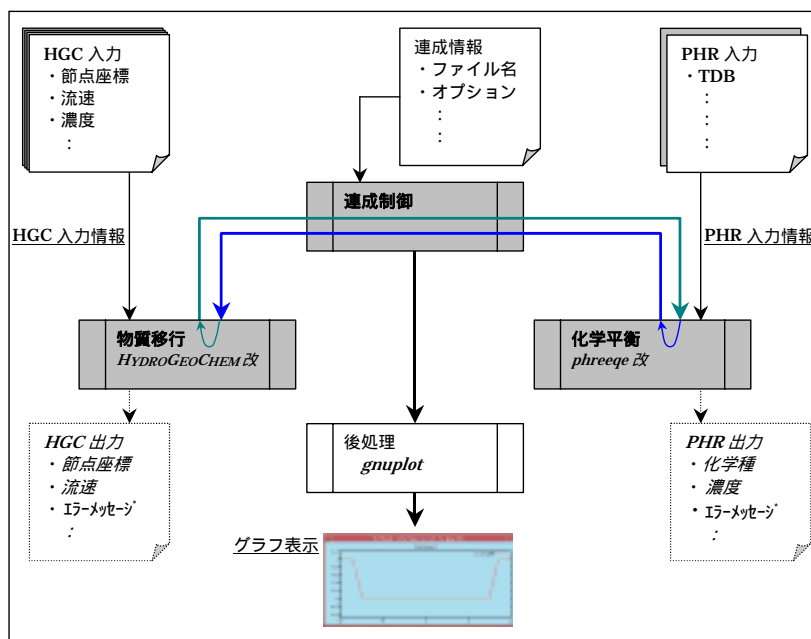 HGC 入力
・節点座標
・流速
・濃度
：
連成情報
・ファイル名
・オプション
：
：
PHR 入力
・TDB
：
：
：
連成制御
HGC 入力情報
PHR 入力情報
物質移行
HYDROGEOCHEM 改
化学平衡
phreeqe 改
HGC 出力
・節点座標
・流速
・ｴﾗｰﾒｯｾｰｼﾞ
：
後処理
gnuplot
PHR 出力
・化学種
・濃度
・ｴﾗｰﾒｯｾｰｼﾞ
：
グラフ表示